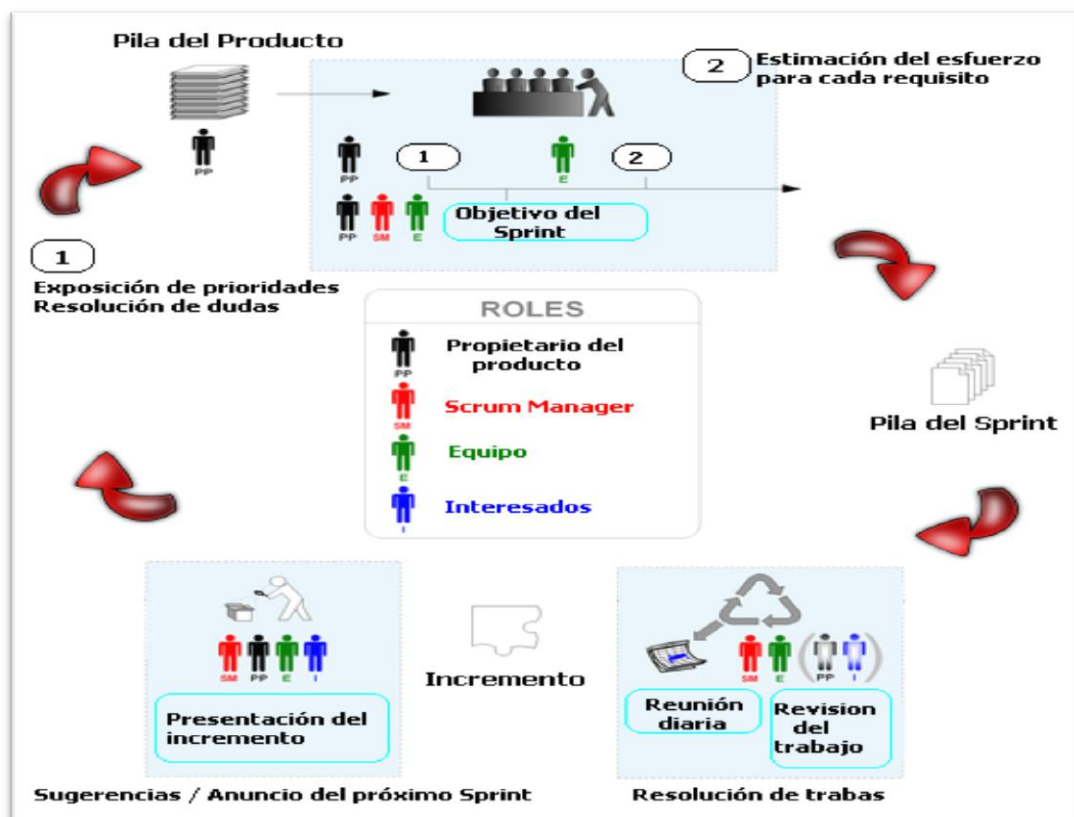 Pila del Producto
PP
2
Estimación del esfuerzo
para cada requisito
PP
1
E
2
PP SM E
Objetivo del
Sprint
1
Exposición de prioridades
Resolución de dudas
ROLES
PP
Propietario del
producto
SM
Scrum Manager
E
Equipo
I
Interesados
Pila del Sprint
SM PP E I
Presentación del
incremento
Sugerencias / Anuncio del próximo Sprint
Incremento
SM E (PP I)
Reunión
diaria
Revision
del
trabajo
Resolución de trabas